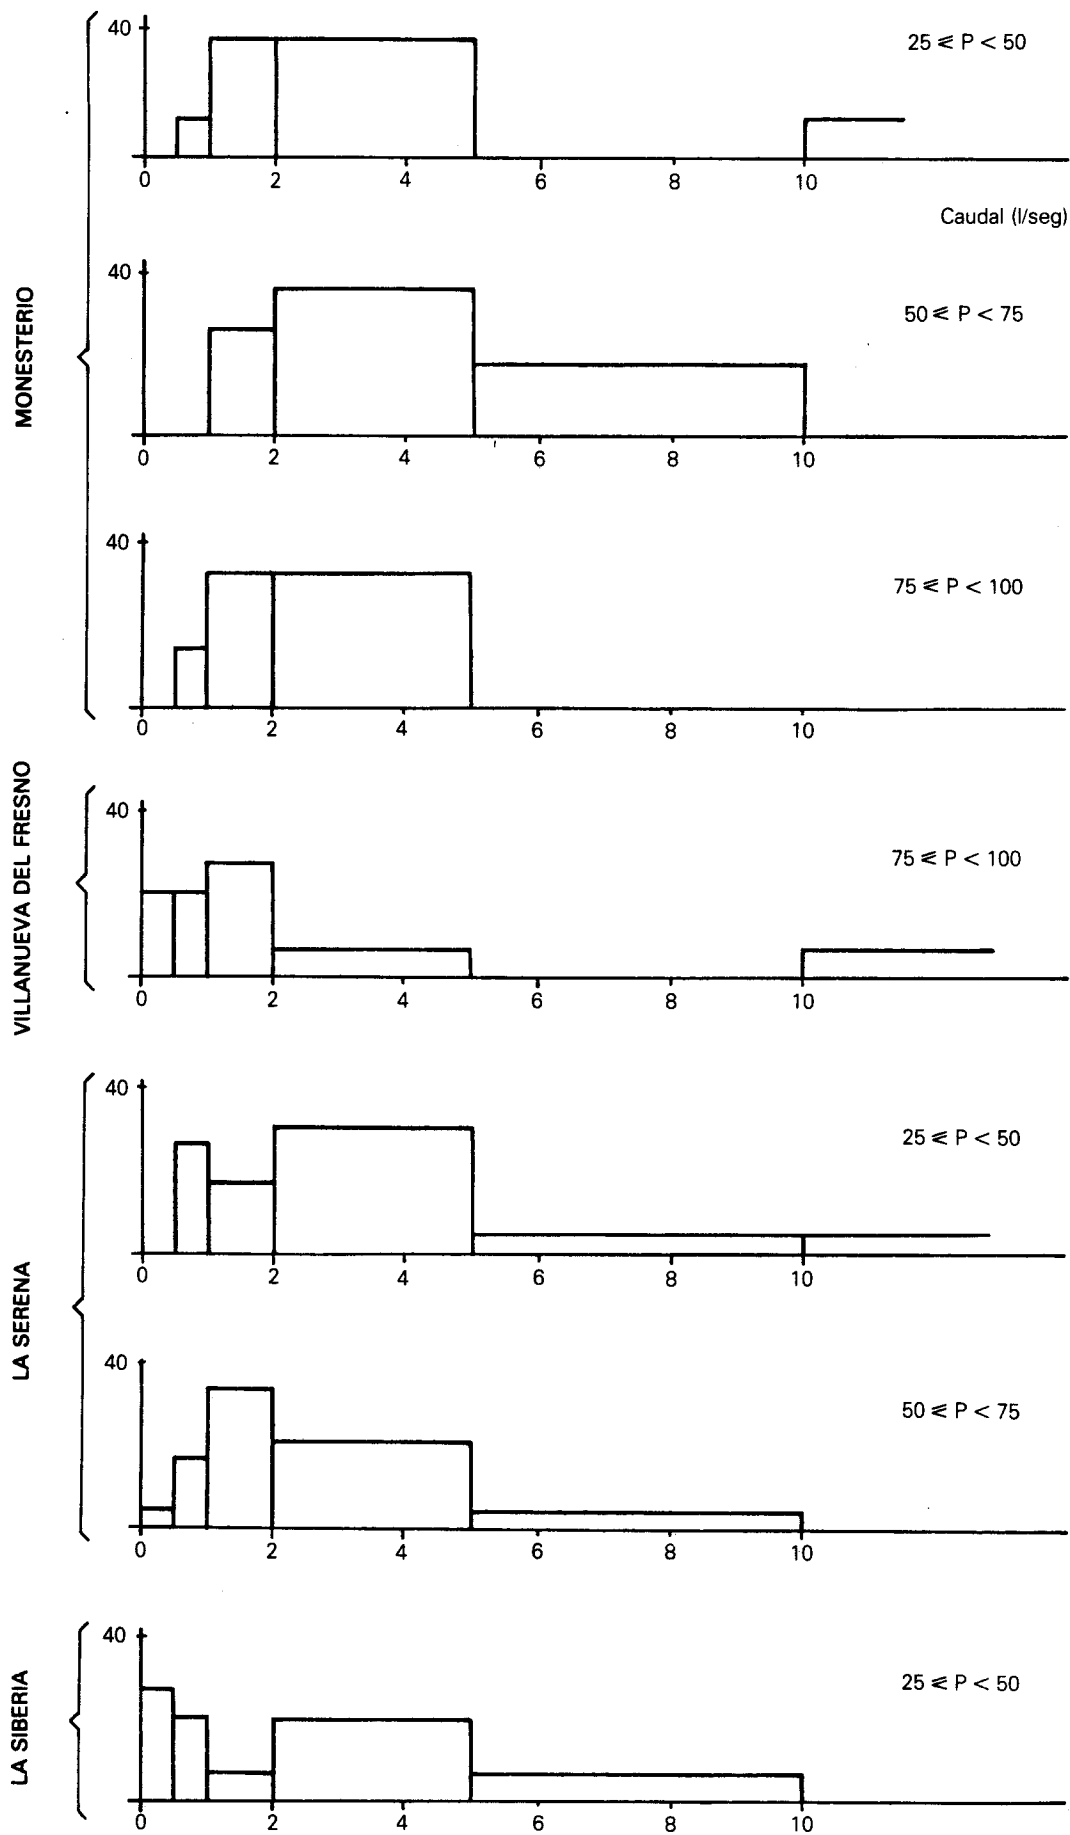 MONESTERIO
40
25 ⩽ P < 50
0 2 4 6 8 10
Caudal (l/seg)
40
50 ⩽ P < 75
0 2 4 6 8 10
40
75 ⩽ P < 100
0 2 4 6 8 10
VILLANUEVA DEL FRESNO
40
75 ⩽ P < 100
0 2 4 6 8 10
LA SERENA
40
25 ⩽ P < 50
0 2 4 6 8 10
40
50 ⩽ P < 75
0 2 4 6 8 10
LA SIBERIA
40
25 ⩽ P < 50
0 2 4 6 8 10